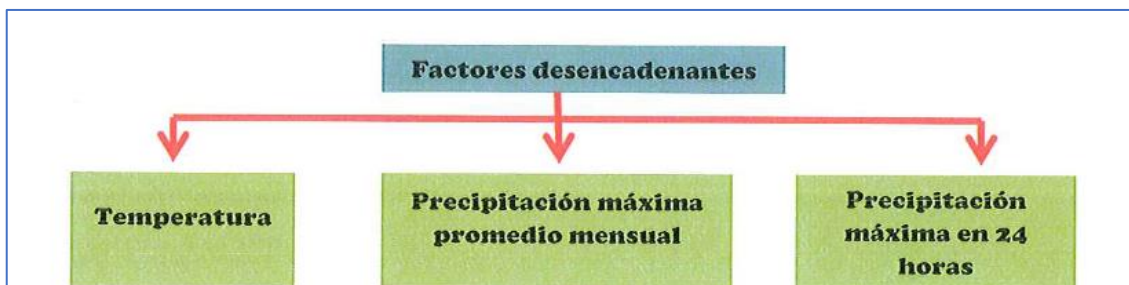 Factores desencadenantes
Temperatura
Precipitación máxima
promedio mensual
Precipitación
máxima en 24
horas